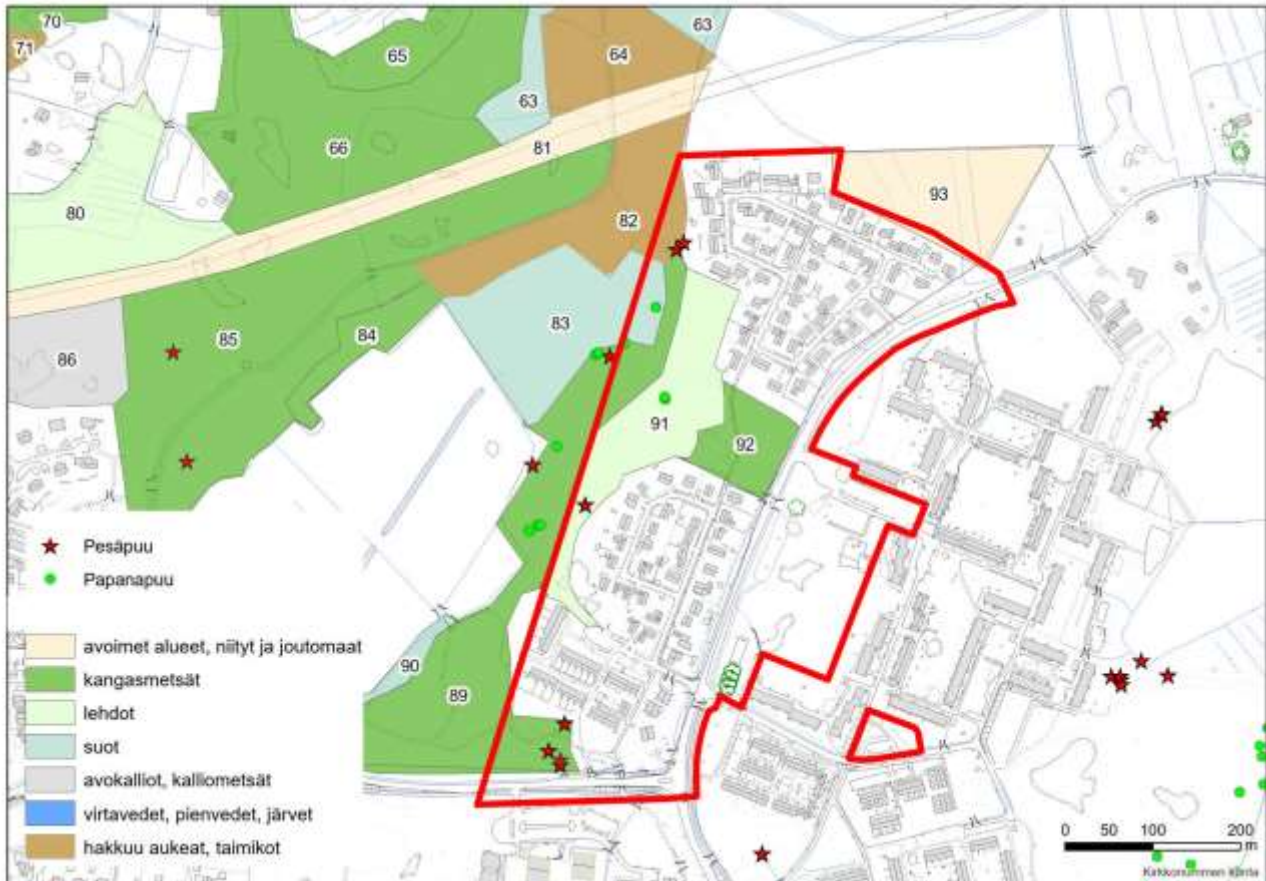 70
71
65
63
64
63
66
81
80
82
93
83
86
85
84
91
92
Pesäpuu
Papanapuu
90
89
avoimet alueet, niityt ja joutomaat
kangasmetsät
lehdot
suot
avokalliot, kalliometsät
virtavedet, pienvedet, järvet
hakkuu aukeat, taimikot
0 50 100 200
m
Kirkkonummen kunta